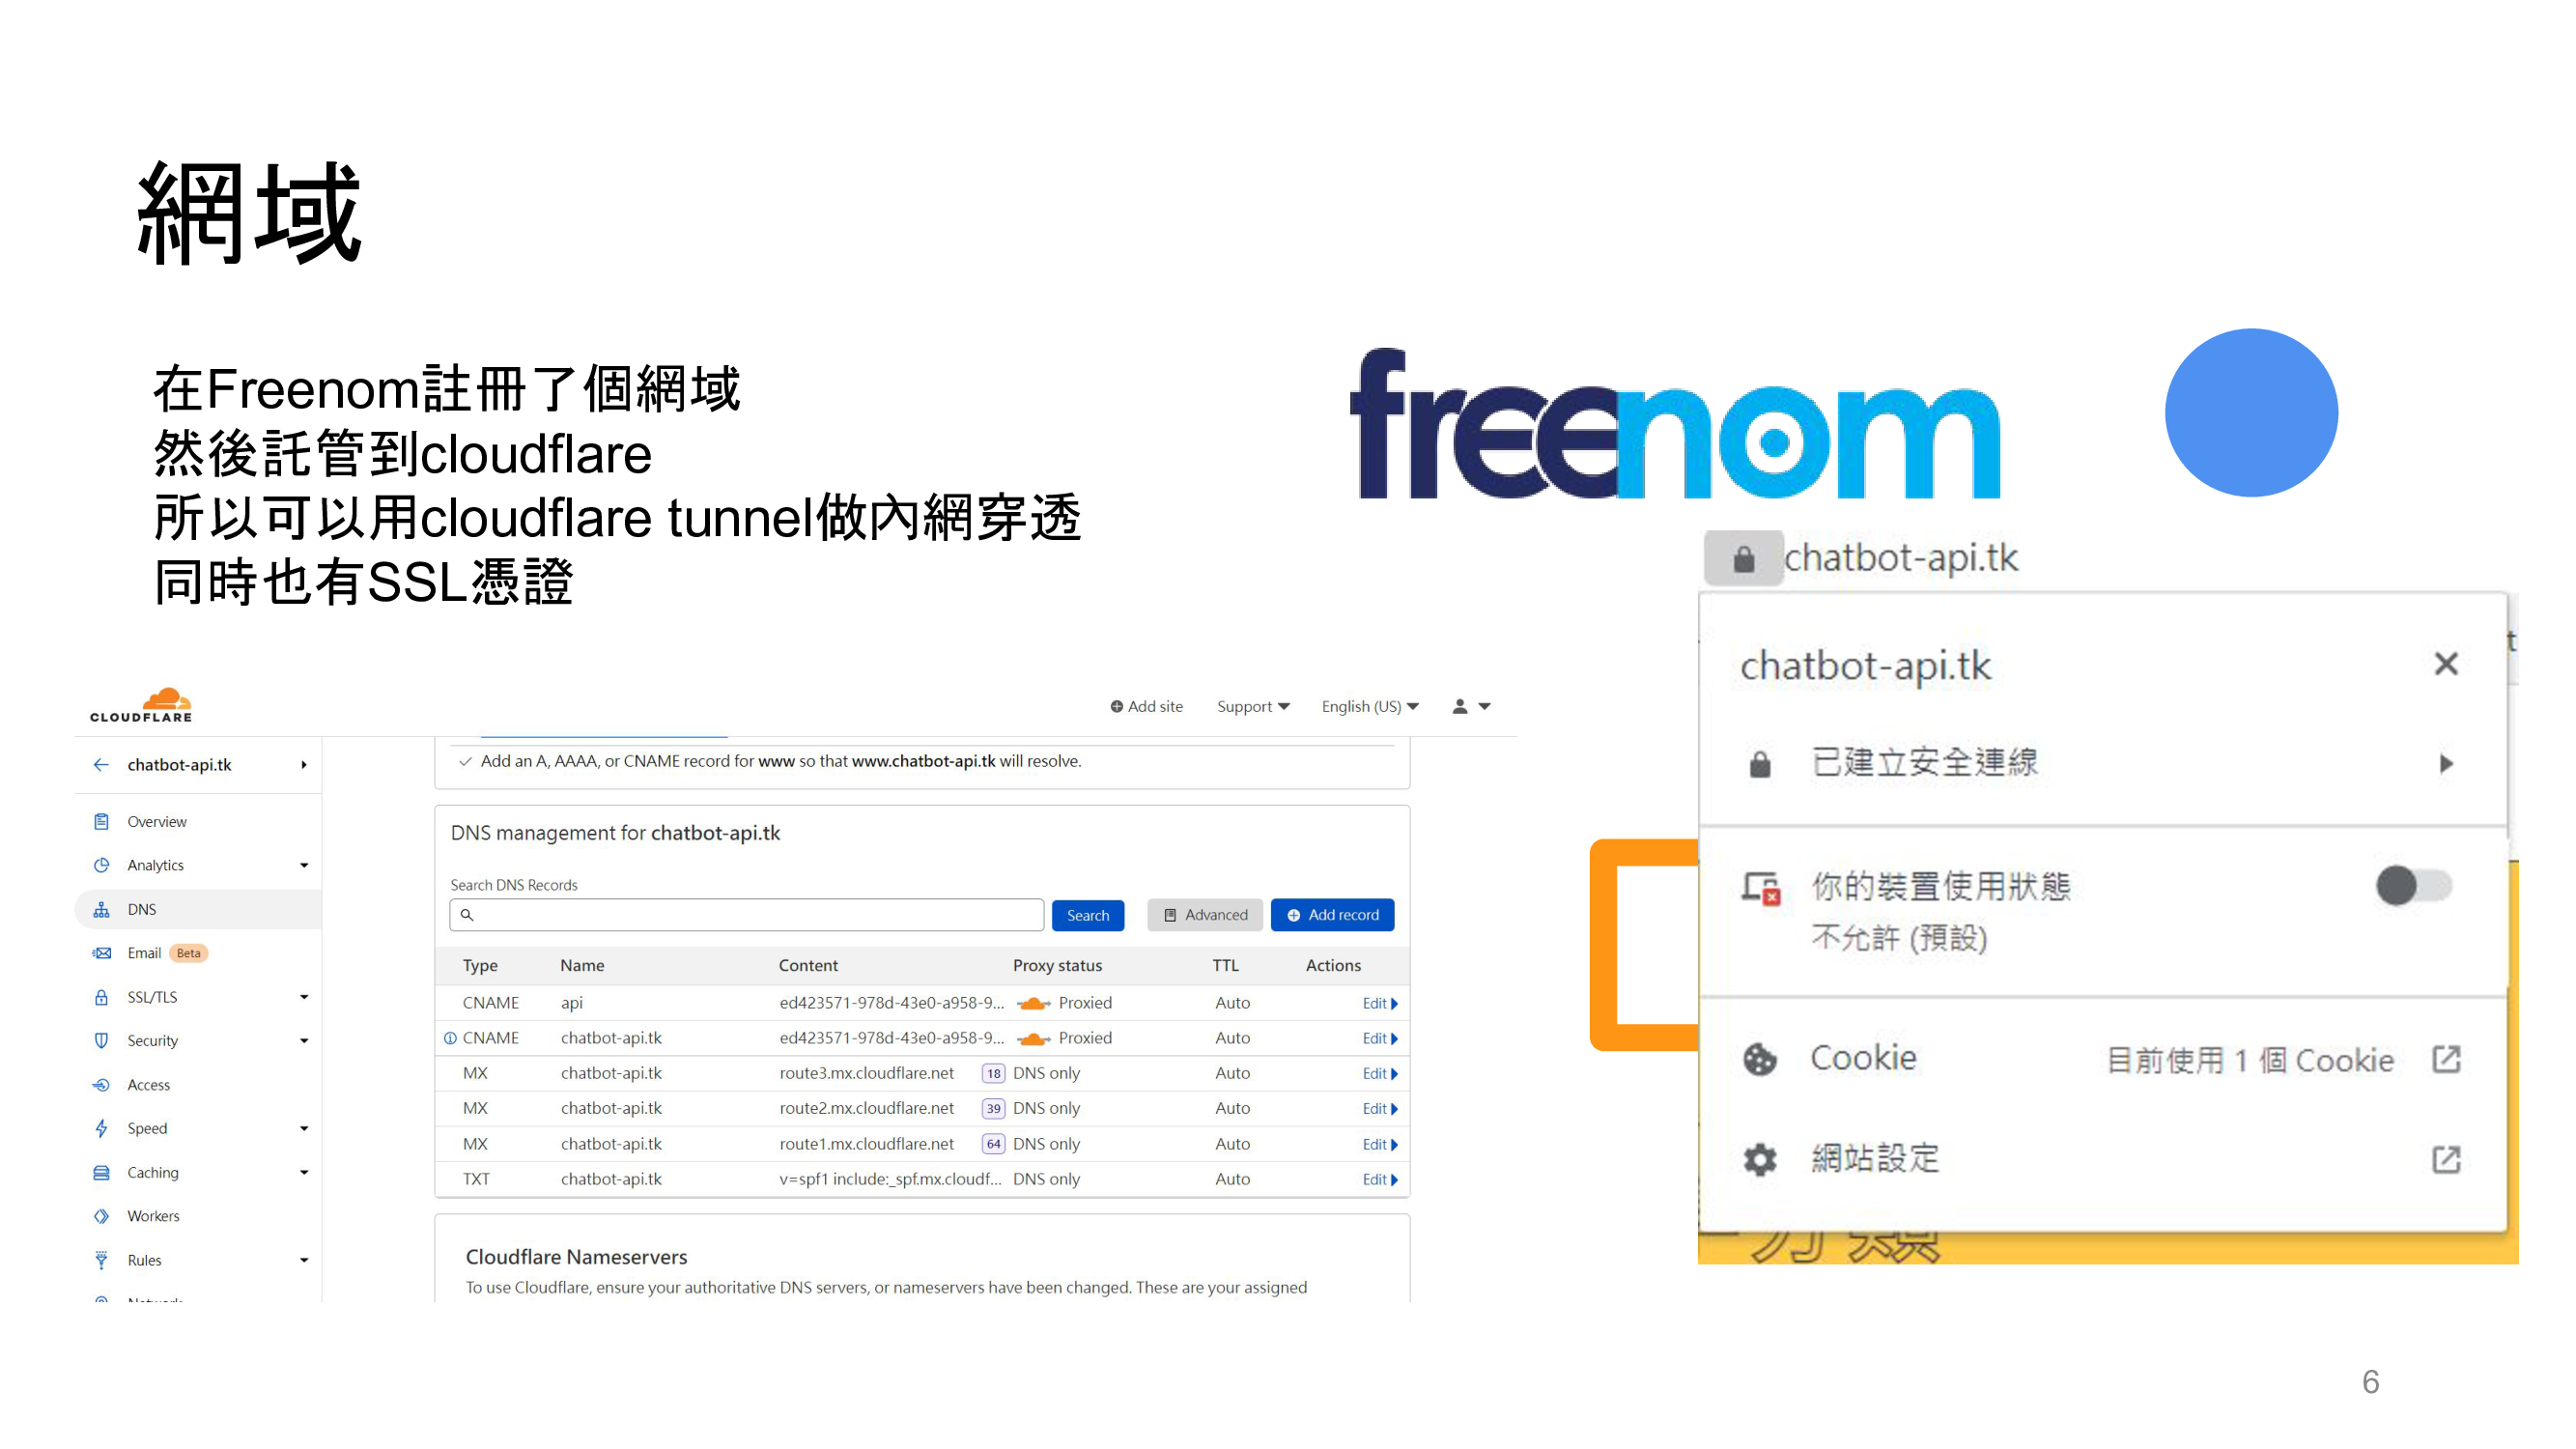 網域
在Freenom註冊了個網域
然後託管到cloudflare
所以可以用cloudflare tunnel做內網穿透
同時也有SSL憑證
freenom
chatbot-api.tk
chatbot-api.tk
已建立安全連線
你的裝置使用狀態
不允許 (預設)
Cookie 目前使用 1 個 Cookie
網站設定
CLOUDFLARE
Add site Support English (US)
chatbot-api.tk
Overview
Analytics
DNS
Email Beta
SSL/TLS
Security
Access
Speed
Caching
Workers
Rules
Add an A, AAAA, or CNAME record for www so that www.chatbot-api.tk will resolve.
DNS management for chatbot-api.tk
Search DNS Records
Search Advanced Add record
Type Name Content Proxy status TTL Actions
CNAME api ed423571-978d-43e0-a958-9... Proxied Auto Edit
CNAME chatbot-api.tk ed423571-978d-43e0-a958-9... Proxied Auto Edit
MX chatbot-api.tk route3.mx.cloudflare.net 18 DNS only Auto Edit
MX chatbot-api.tk route2.mx.cloudflare.net 39 DNS only Auto Edit
MX chatbot-api.tk route1.mx.cloudflare.net 64 DNS only Auto Edit
TXT chatbot-api.tk v=spf1 include:_spf.mx.cloudf... DNS only Auto Edit
Cloudflare Nameservers
To use Cloudflare, ensure your authoritative DNS servers, or nameservers have been changed. These are your assigned
6